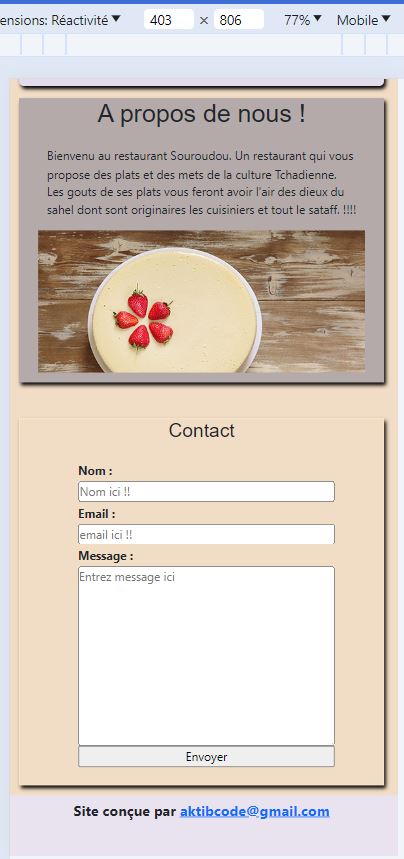 ensions: Réactivité ▼ 403 × 806 77% ▼ Mobile ▼
A propos de nous !
Bienvenu au restaurant Souroudou. Un restaurant qui vous
propose des plats et des mets de la culture Tchadienne.
Les gouts de ses plats vous feront avoir l'air des dieux du
sahel dont sont originaires les cuisiniers et tout le sataff. !!!!
Contact
Nom :
Nom ici !!
Email :
email ici !!
Message :
Entrez message ici
Envoyer
Site conçue par aktibcode@gmail.com